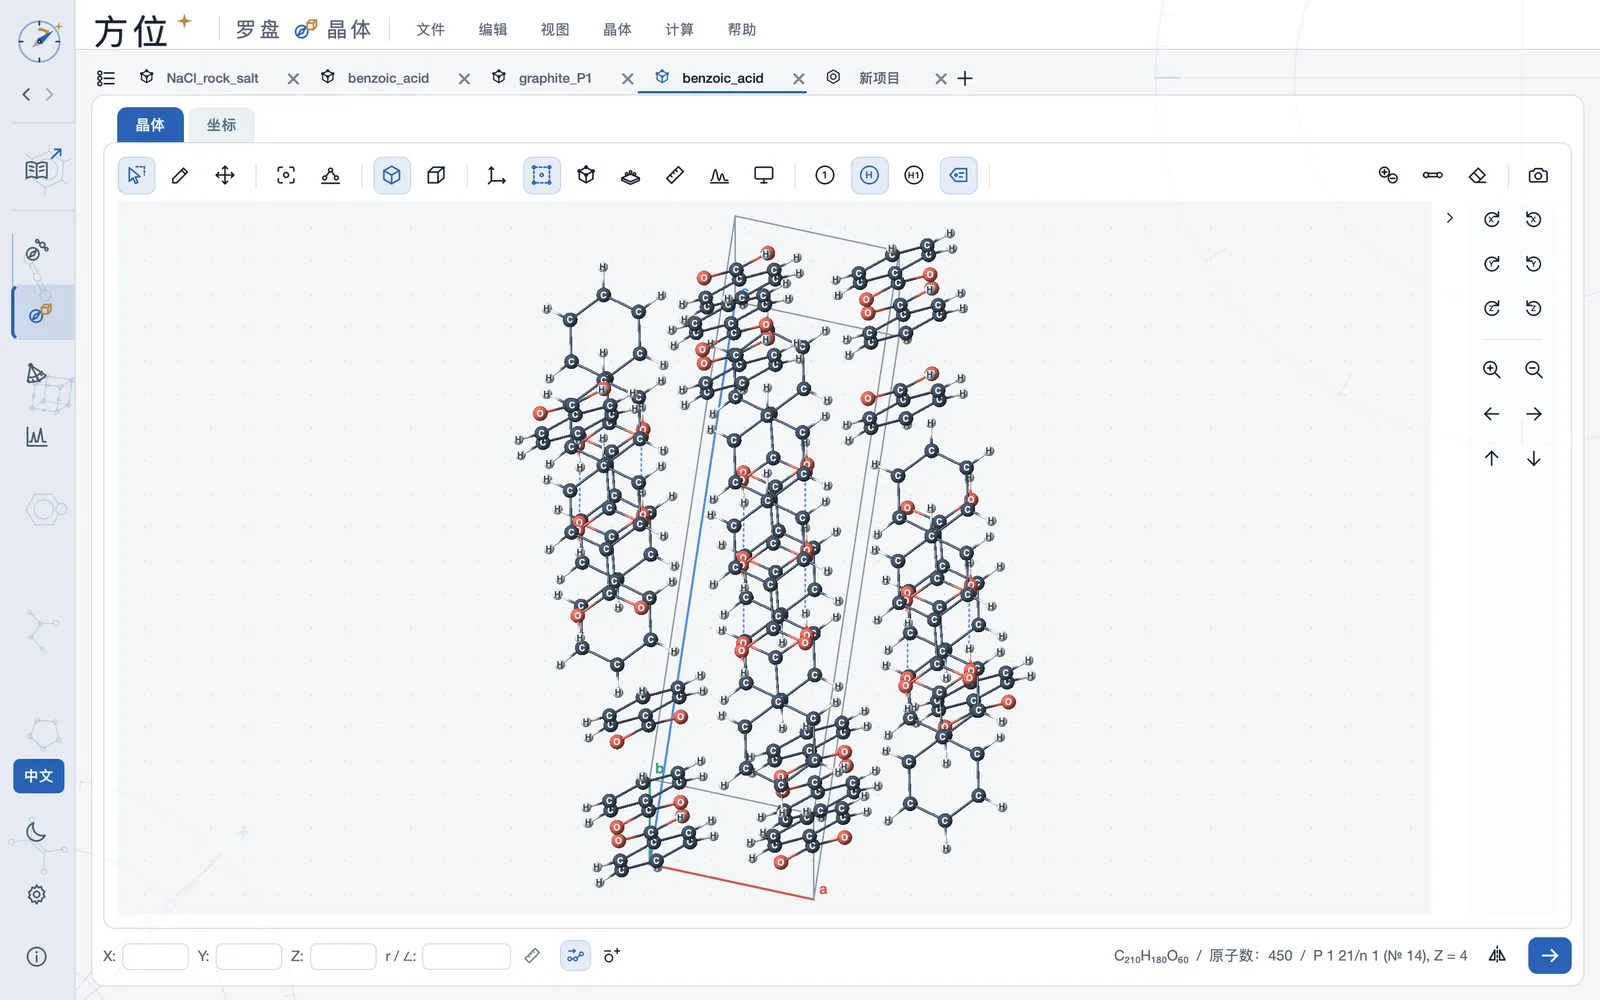 方位
罗盘 晶体
文件 编辑 视图 晶体 计算 帮助
NaCl_rock_salt benzoic_acid graphite_P1 benzoic_acid 新项目
晶体 坐标
1 H H1
b
a
中文
X: Y: Z: r / ∠:
C₂₁₀H₁₈₀O₆₀ / 原子数: 450 / P 1 21/n 1 (№ 14), Z = 4